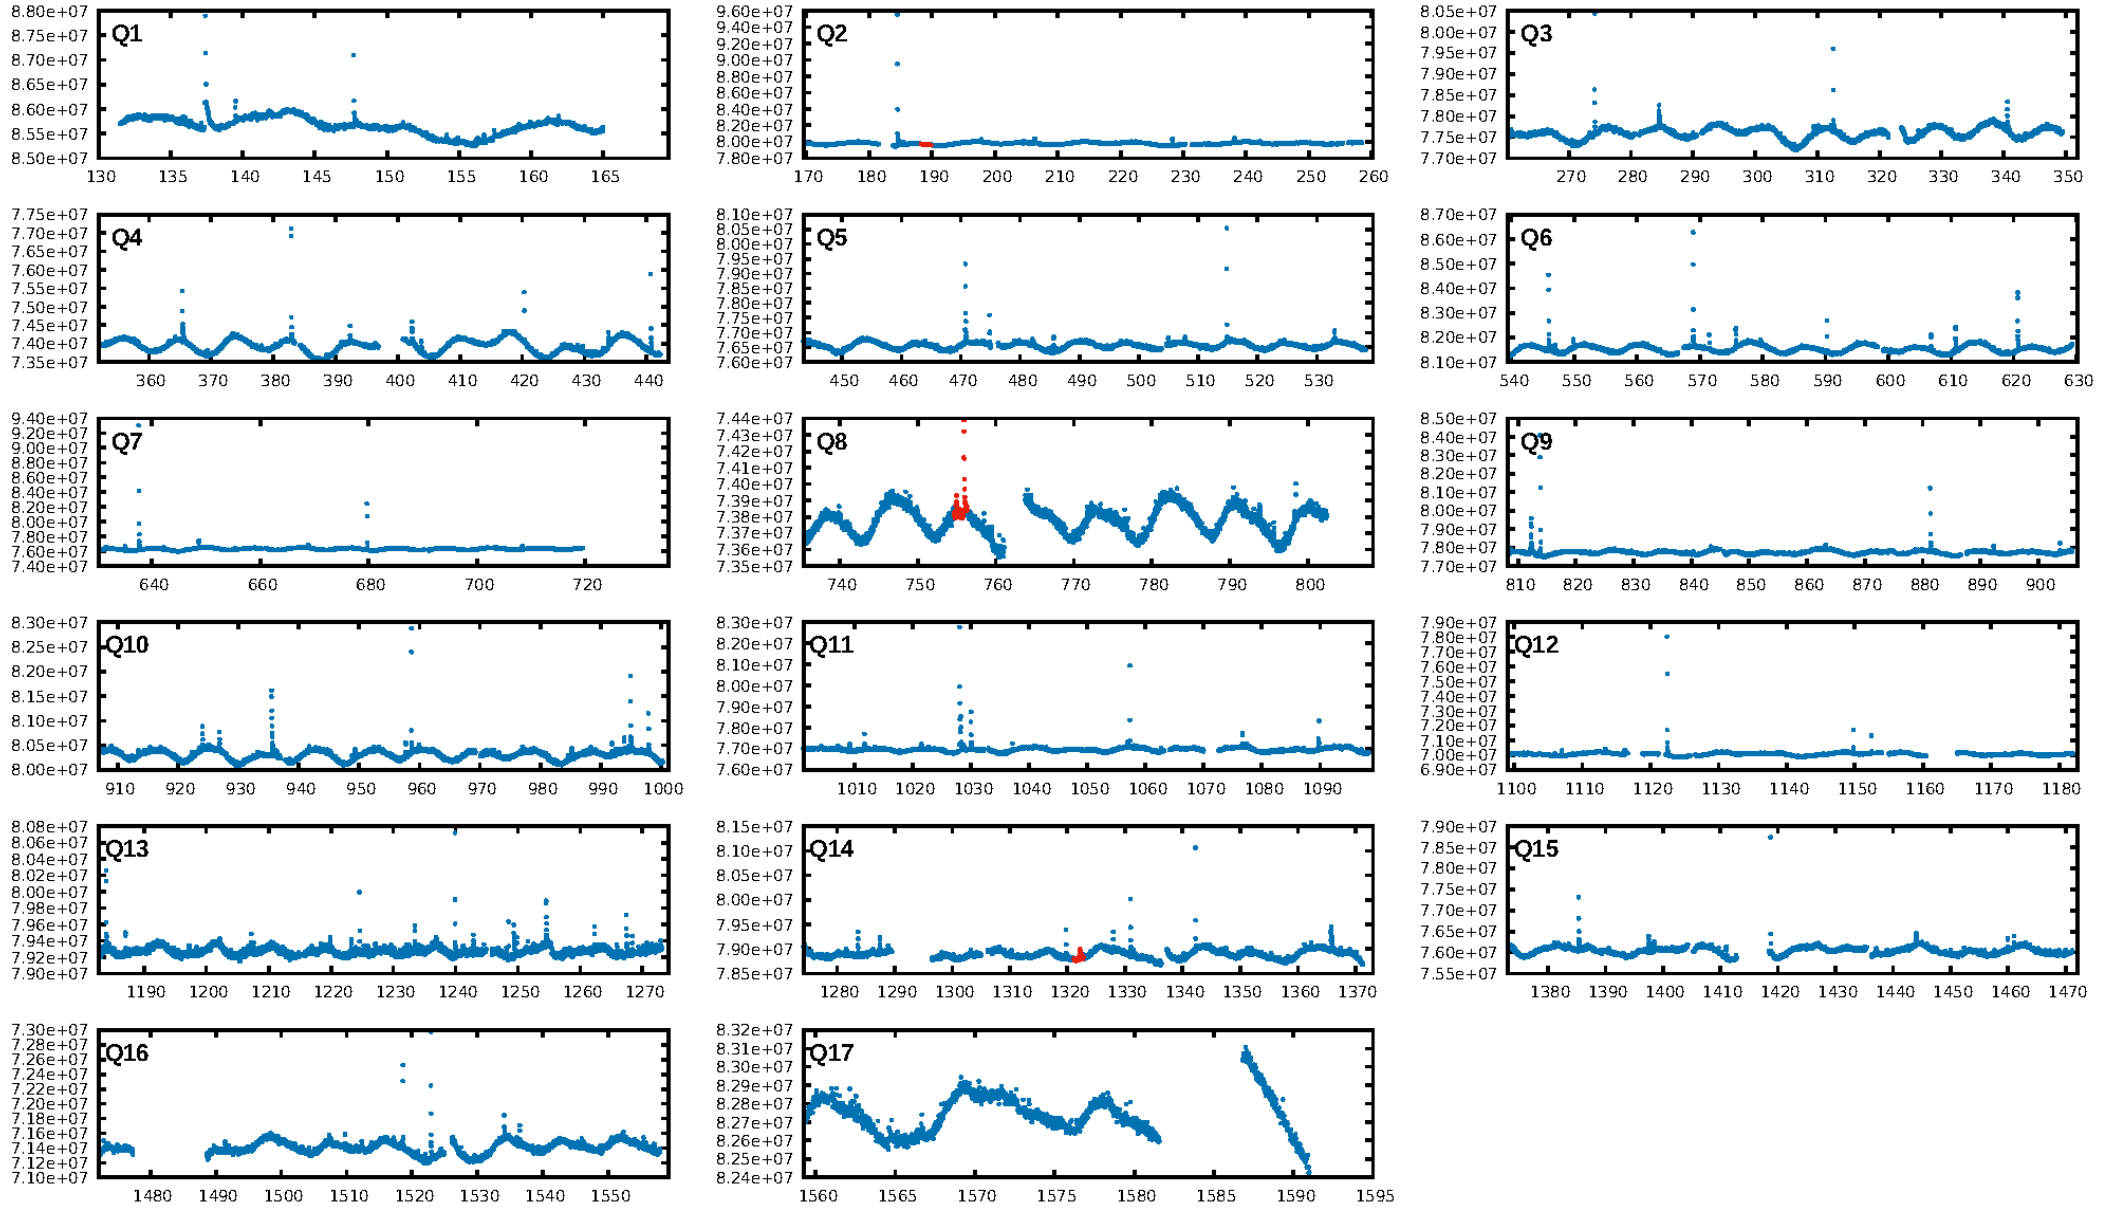 Q1
8.80e+07
8.75e+07
8.70e+07
8.65e+07
8.60e+07
8.55e+07
8.50e+07
130 135 140 145 150 155 160 165
Q2
9.60e+07
9.40e+07
9.20e+07
9.00e+07
8.80e+07
8.60e+07
8.40e+07
8.20e+07
8.00e+07
7.80e+07
170 180 190 200 210 220 230 240 250 260
Q3
8.05e+07
8.00e+07
7.95e+07
7.90e+07
7.85e+07
7.80e+07
7.75e+07
7.70e+07
270 280 290 300 310 320 330 340 350
Q4
7.75e+07
7.70e+07
7.65e+07
7.60e+07
7.55e+07
7.50e+07
7.45e+07
7.40e+07
7.35e+07
360 370 380 390 400 410 420 430 440
Q5
8.10e+07
8.05e+07
8.00e+07
7.95e+07
7.90e+07
7.85e+07
7.80e+07
7.75e+07
7.70e+07
7.65e+07
7.60e+07
450 460 470 480 490 500 510 520 530
Q6
8.70e+07
8.60e+07
8.50e+07
8.40e+07
8.30e+07
8.20e+07
8.10e+07
540 550 560 570 580 590 600 610 620 630
Q7
9.40e+07
9.20e+07
9.00e+07
8.80e+07
8.60e+07
8.40e+07
8.20e+07
8.00e+07
7.80e+07
7.60e+07
7.40e+07
640 660 680 700 720
Q8
7.44e+07
7.43e+07
7.42e+07
7.41e+07
7.40e+07
7.39e+07
7.38e+07
7.37e+07
7.36e+07
7.35e+07
740 750 760 770 780 790 800
Q9
8.50e+07
8.40e+07
8.30e+07
8.20e+07
8.10e+07
8.00e+07
7.90e+07
7.80e+07
7.70e+07
810 820 830 840 850 860 870 880 890 900
Q10
8.30e+07
8.25e+07
8.20e+07
8.15e+07
8.10e+07
8.05e+07
8.00e+07
910 920 930 940 950 960 970 980 990 1000
Q11
8.30e+07
8.20e+07
8.10e+07
8.00e+07
7.90e+07
7.80e+07
7.70e+07
7.60e+07
1010 1020 1030 1040 1050 1060 1070 1080 1090
Q12
7.90e+07
7.80e+07
7.70e+07
7.60e+07
7.50e+07
7.40e+07
7.30e+07
7.20e+07
7.10e+07
7.00e+07
6.90e+07
1100 1110 1120 1130 1140 1150 1160 1170 1180
Q13
8.08e+07
8.06e+07
8.04e+07
8.02e+07
8.00e+07
7.98e+07
7.96e+07
7.94e+07
7.92e+07
7.90e+07
1190 1200 1210 1220 1230 1240 1250 1260 1270
Q14
8.15e+07
8.10e+07
8.05e+07
8.00e+07
7.95e+07
7.90e+07
7.85e+07
1280 1290 1300 1310 1320 1330 1340 1350 1360 1370
Q15
7.90e+07
7.85e+07
7.80e+07
7.75e+07
7.70e+07
7.65e+07
7.60e+07
7.55e+07
1380 1390 1400 1410 1420 1430 1440 1450 1460 1470
Q16
7.30e+07
7.28e+07
7.26e+07
7.24e+07
7.22e+07
7.20e+07
7.18e+07
7.16e+07
7.14e+07
7.12e+07
7.10e+07
1480 1490 1500 1510 1520 1530 1540 1550
Q17
8.32e+07
8.31e+07
8.30e+07
8.29e+07
8.28e+07
8.27e+07
8.26e+07
8.25e+07
8.24e+07
1560 1565 1570 1575 1580 1585 1590 1595